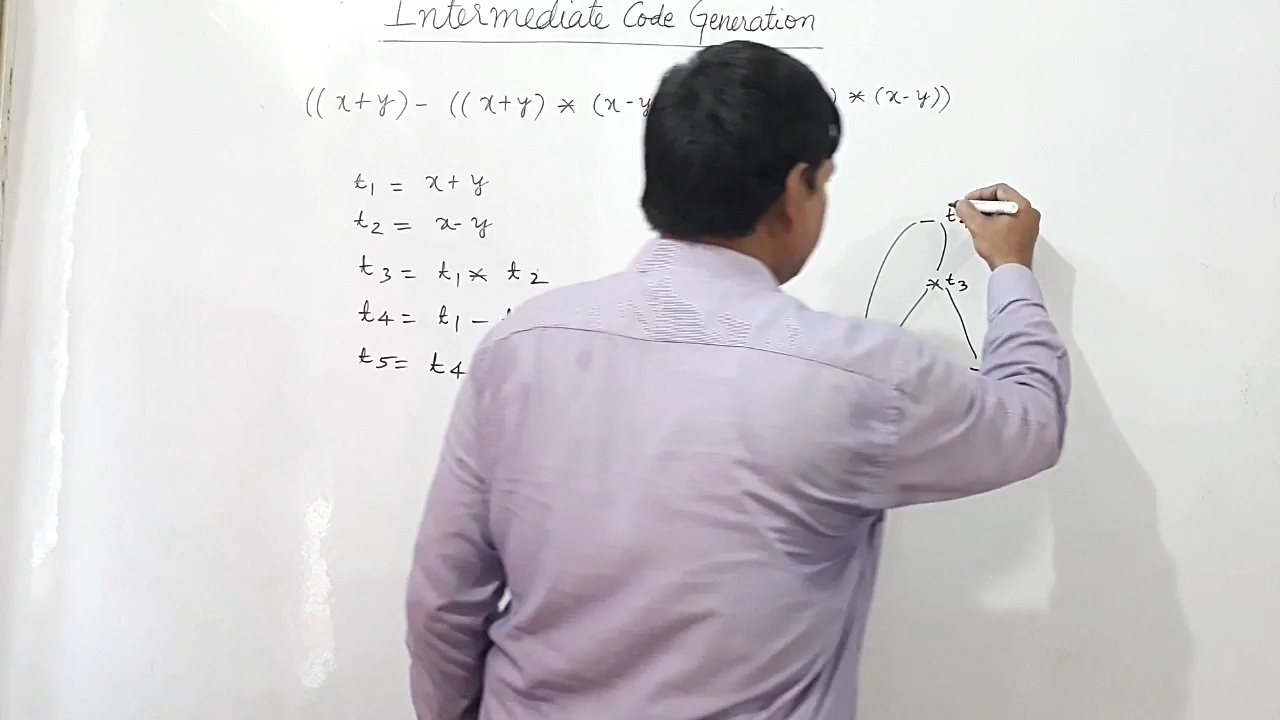 Intermediate Code Generation
((x+y) - ((x+y) * (x-y ) * (x-y))
t1 = x+y
t2 = x-y
t3 = t1 * t2
t4 = t1 -
t5 = t4
- t
* t3
-